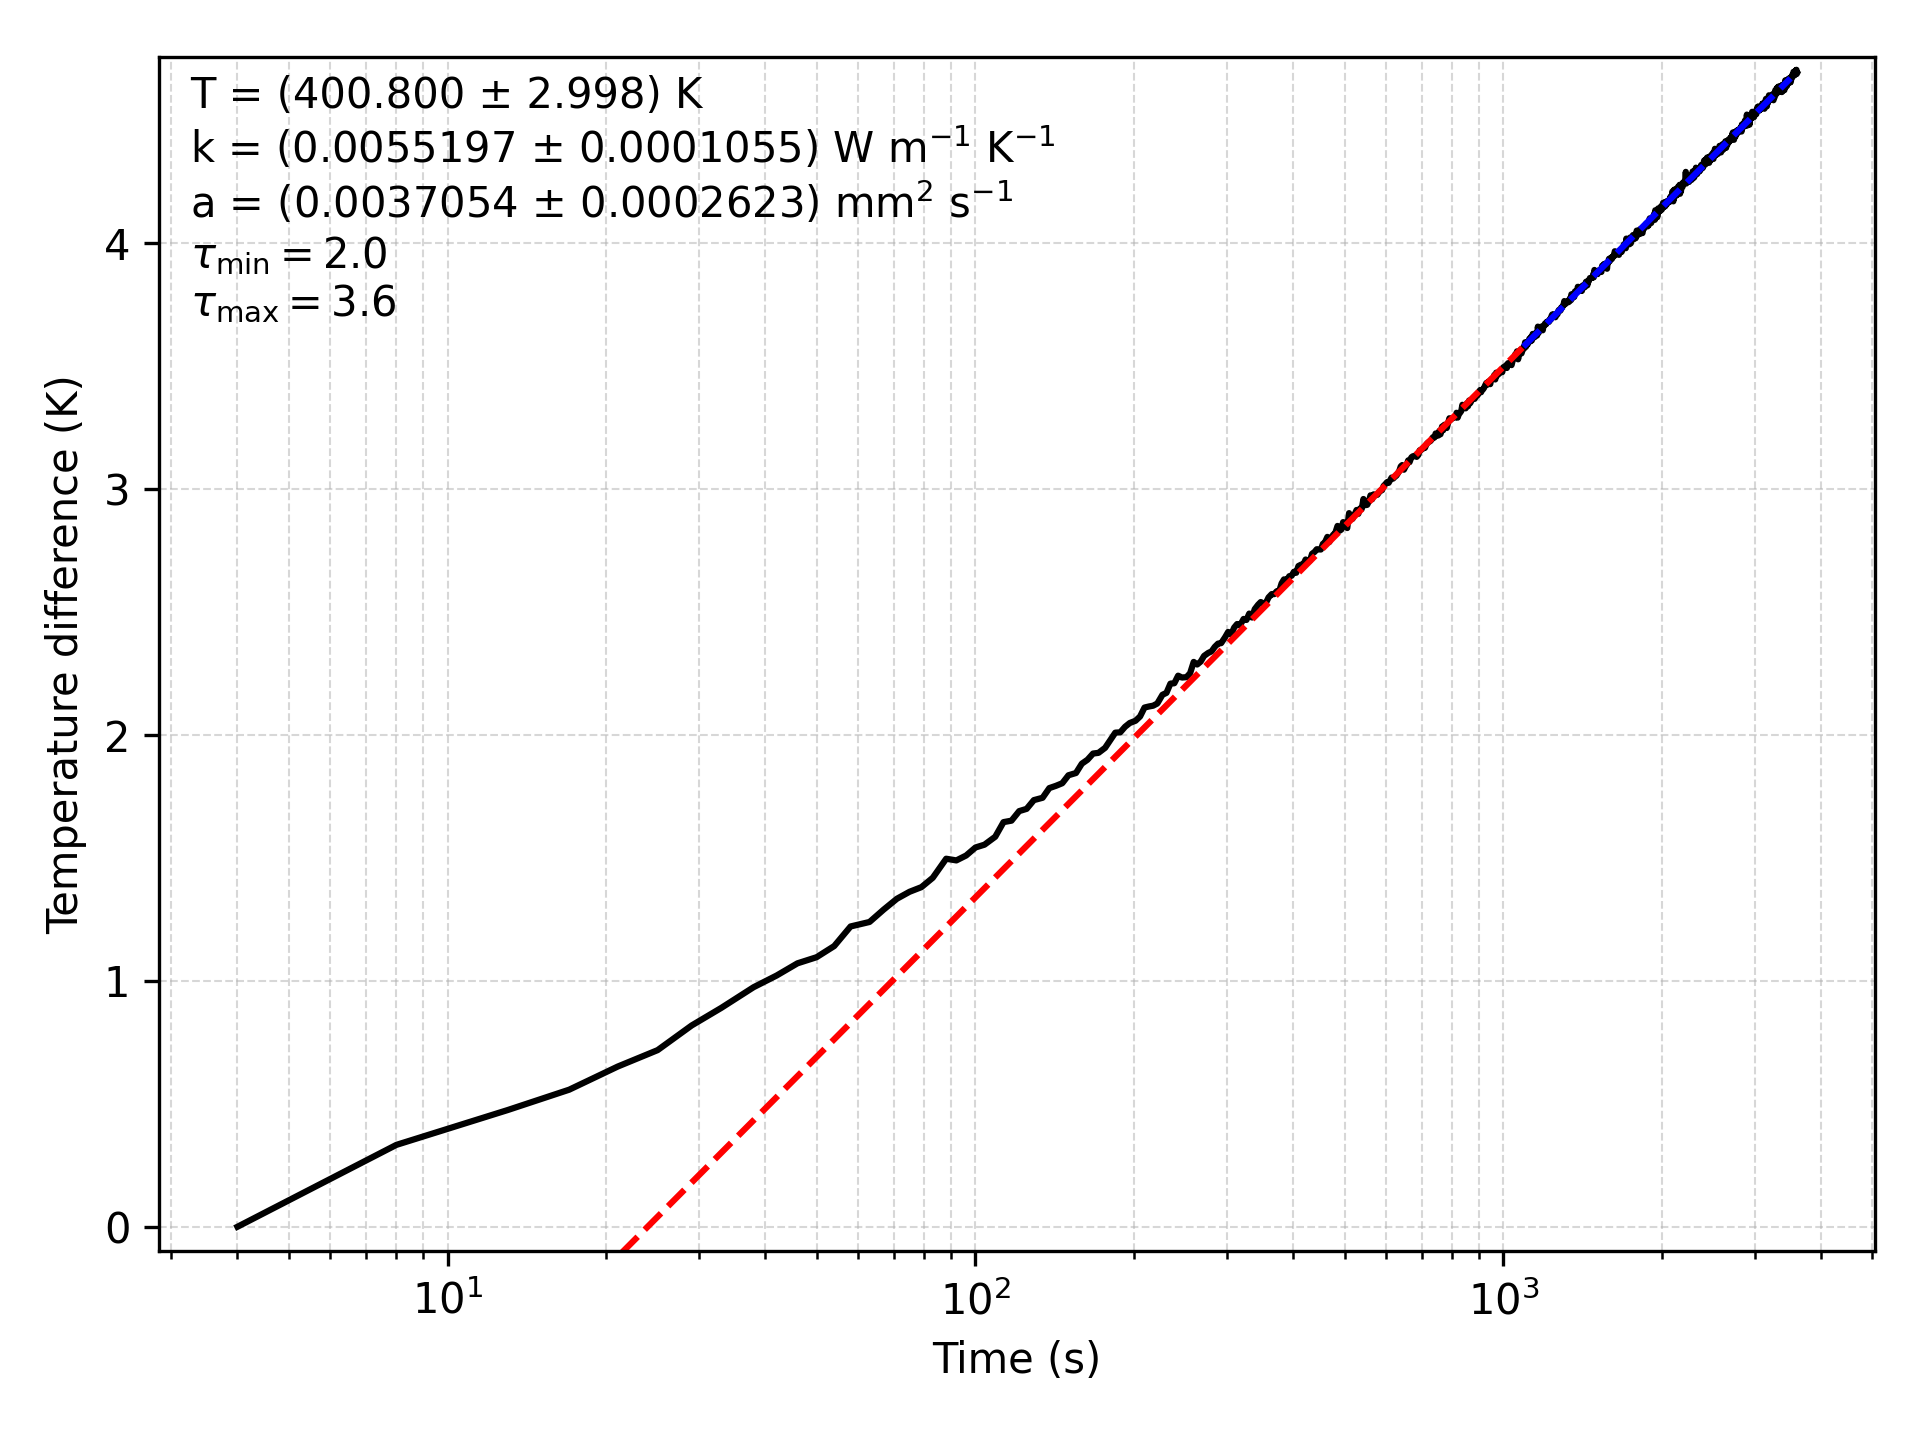 T = (400.800 ± 2.998) K
k = (0.0055197 ± 0.0001055) W m⁻¹ K⁻¹
a = (0.0037054 ± 0.0002623) mm² s⁻¹
τmin = 2.0
τmax = 3.6
4
3
2
1
0
Temperature difference (K)
10¹ 10² 10³
Time (s)